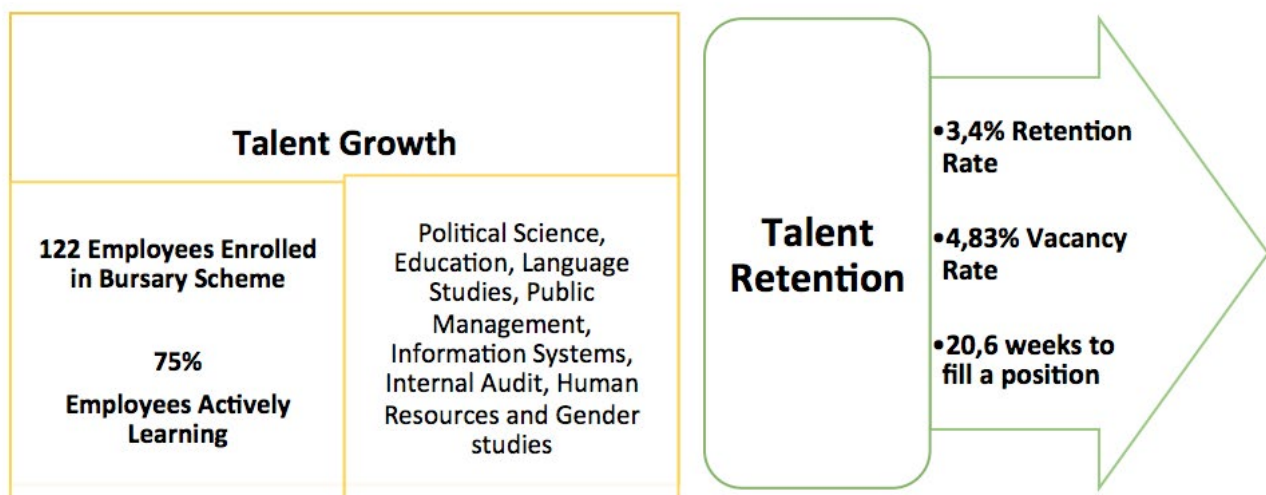 Talent Growth
122 Employees Enrolled
in Bursary Scheme
75%
Employees Actively
Learning
Political Science,
Education, Language
Studies, Public
Management,
Information Systems,
Internal Audit, Human
Resources and Gender
studies
Talent
Retention
•3,4% Retention
Rate
•4,83% Vacancy
Rate
•20,6 weeks to
fill a position